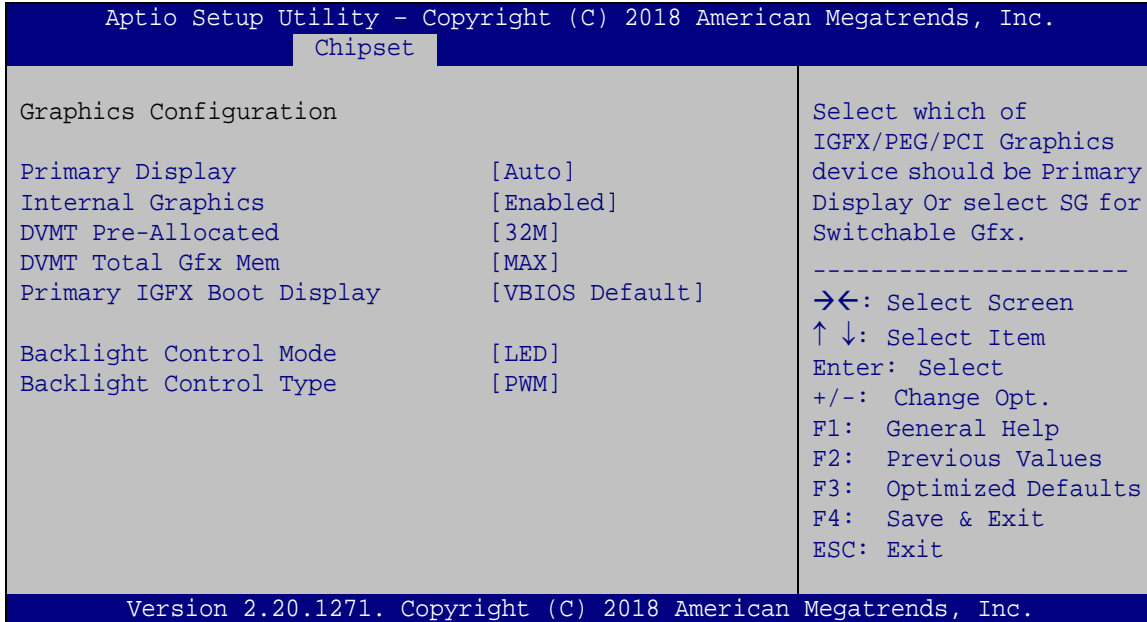 Aptio Setup Utility – Copyright (C) 2018 American Megatrends, Inc.
Chipset
Graphics Configuration
Primary Display [Auto]
Internal Graphics [Enabled]
DVMT Pre-Allocated [32M]
DVMT Total Gfx Mem [MAX]
Primary IGFX Boot Display [VBIOS Default]
Backlight Control Mode [LED]
Backlight Control Type [PWM]
Select which of
IGFX/PEG/PCI Graphics
device should be Primary
Display Or select SG for
Switchable Gfx.
----------------------
→←: Select Screen
↑ ↓: Select Item
Enter: Select
+/-: Change Opt.
F1: General Help
F2: Previous Values
F3: Optimized Defaults
F4: Save & Exit
ESC: Exit
Version 2.20.1271. Copyright (C) 2018 American Megatrends, Inc.